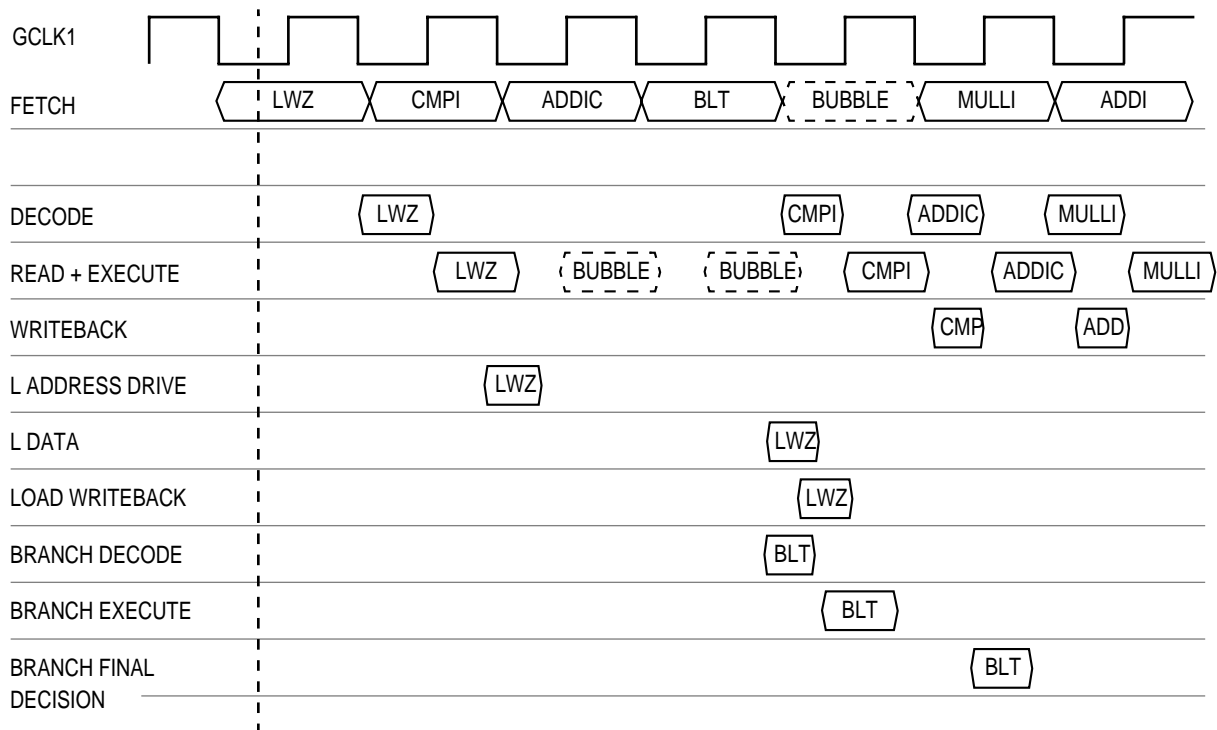 GCLK1
FETCH LWZ CMPI ADDIC BLT BUBBLE MULLI ADDI
DECODE LWZ CMPI ADDIC MULLI
READ + EXECUTE LWZ BUBBLE BUBBLE CMPI ADDIC MULLI
WRITEBACK CMP ADD
L ADDRESS DRIVE LWZ
L DATA LWZ
LOAD WRITEBACK LWZ
BRANCH DECODE BLT
BRANCH EXECUTE BLT
BRANCH FINAL BLT
DECISION